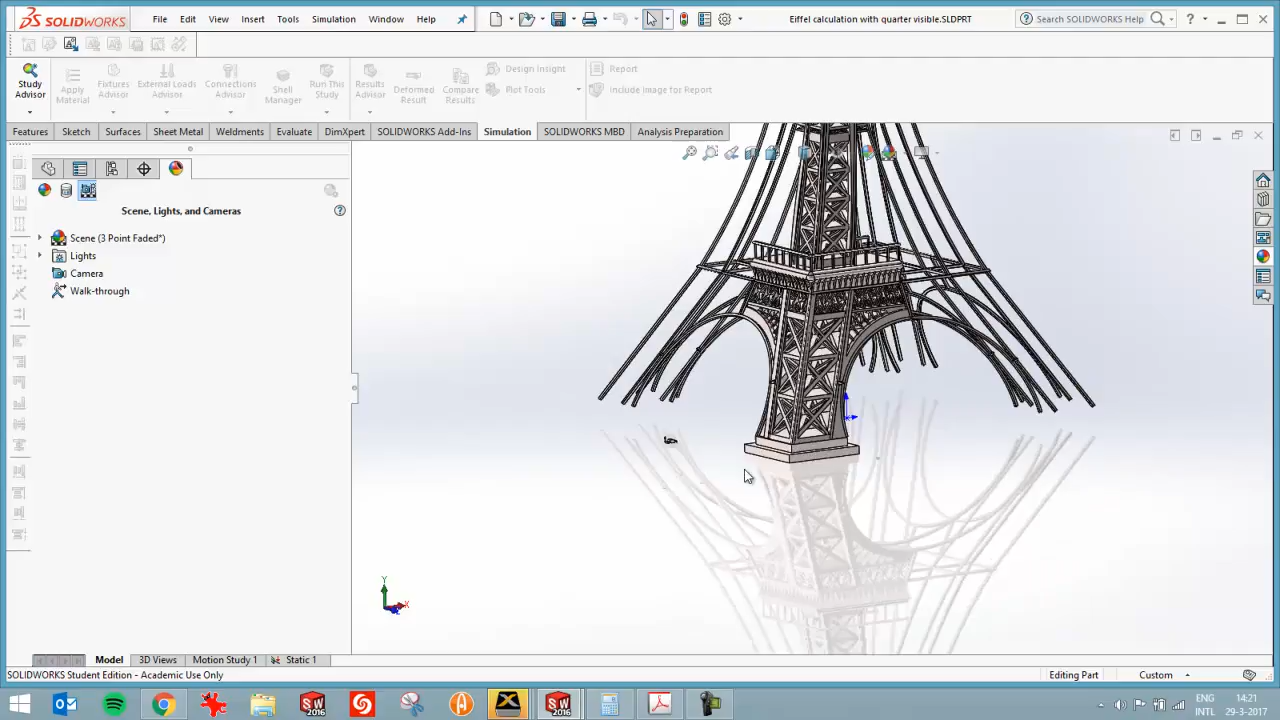 SOLIDWORKS File Edit View Insert Tools Simulation Window Help Eiffel calculation with quarter visible.SLDPRT Search SOLIDWORKS Help ?
Study Advisor
Apply Material
Fixtures Advisor
External Loads Advisor
Connections Advisor
Shell Manager
Run This Study
Results Advisor
Deformed Result
Compare Results
Design Insight
Plot Tools
Report
Include Image for Report
Features Sketch Surfaces Sheet Metal Weldments Evaluate DimXpert SOLIDWORKS Add-Ins Simulation SOLIDWORKS MBD Analysis Preparation
Scene, Lights, and Cameras
Scene (3 Point Faded*)
Lights
Camera
Walk-through
Y
X
Model 3D Views Motion Study 1 Static 1
SOLIDWORKS Student Edition - Academic Use Only Editing Part Custom
SW 2016
SW 2016
ENG 14:21
INTL 29-3-2017